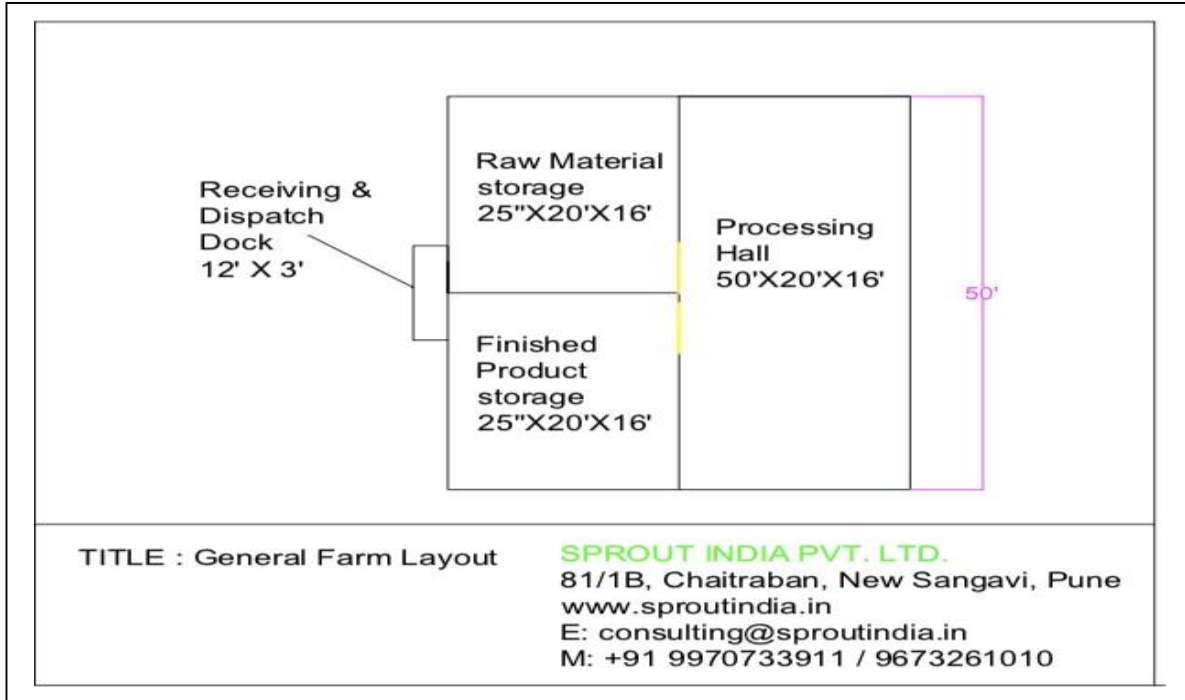 Receiving &
Dispatch
Dock
12' X 3'
Raw Material
storage
25"X20'X16'
Processing
Hall
50'X20'X16'
50'
Finished
Product
storage
25"X20'X16'
TITLE : General Farm Layout
SPROUT INDIA PVT. LTD.
81/1B, Chaitraban, New Sangavi, Pune
www.sproutindia.in
E: consulting@sproutindia.in
M: +91 9970733911 / 9673261010